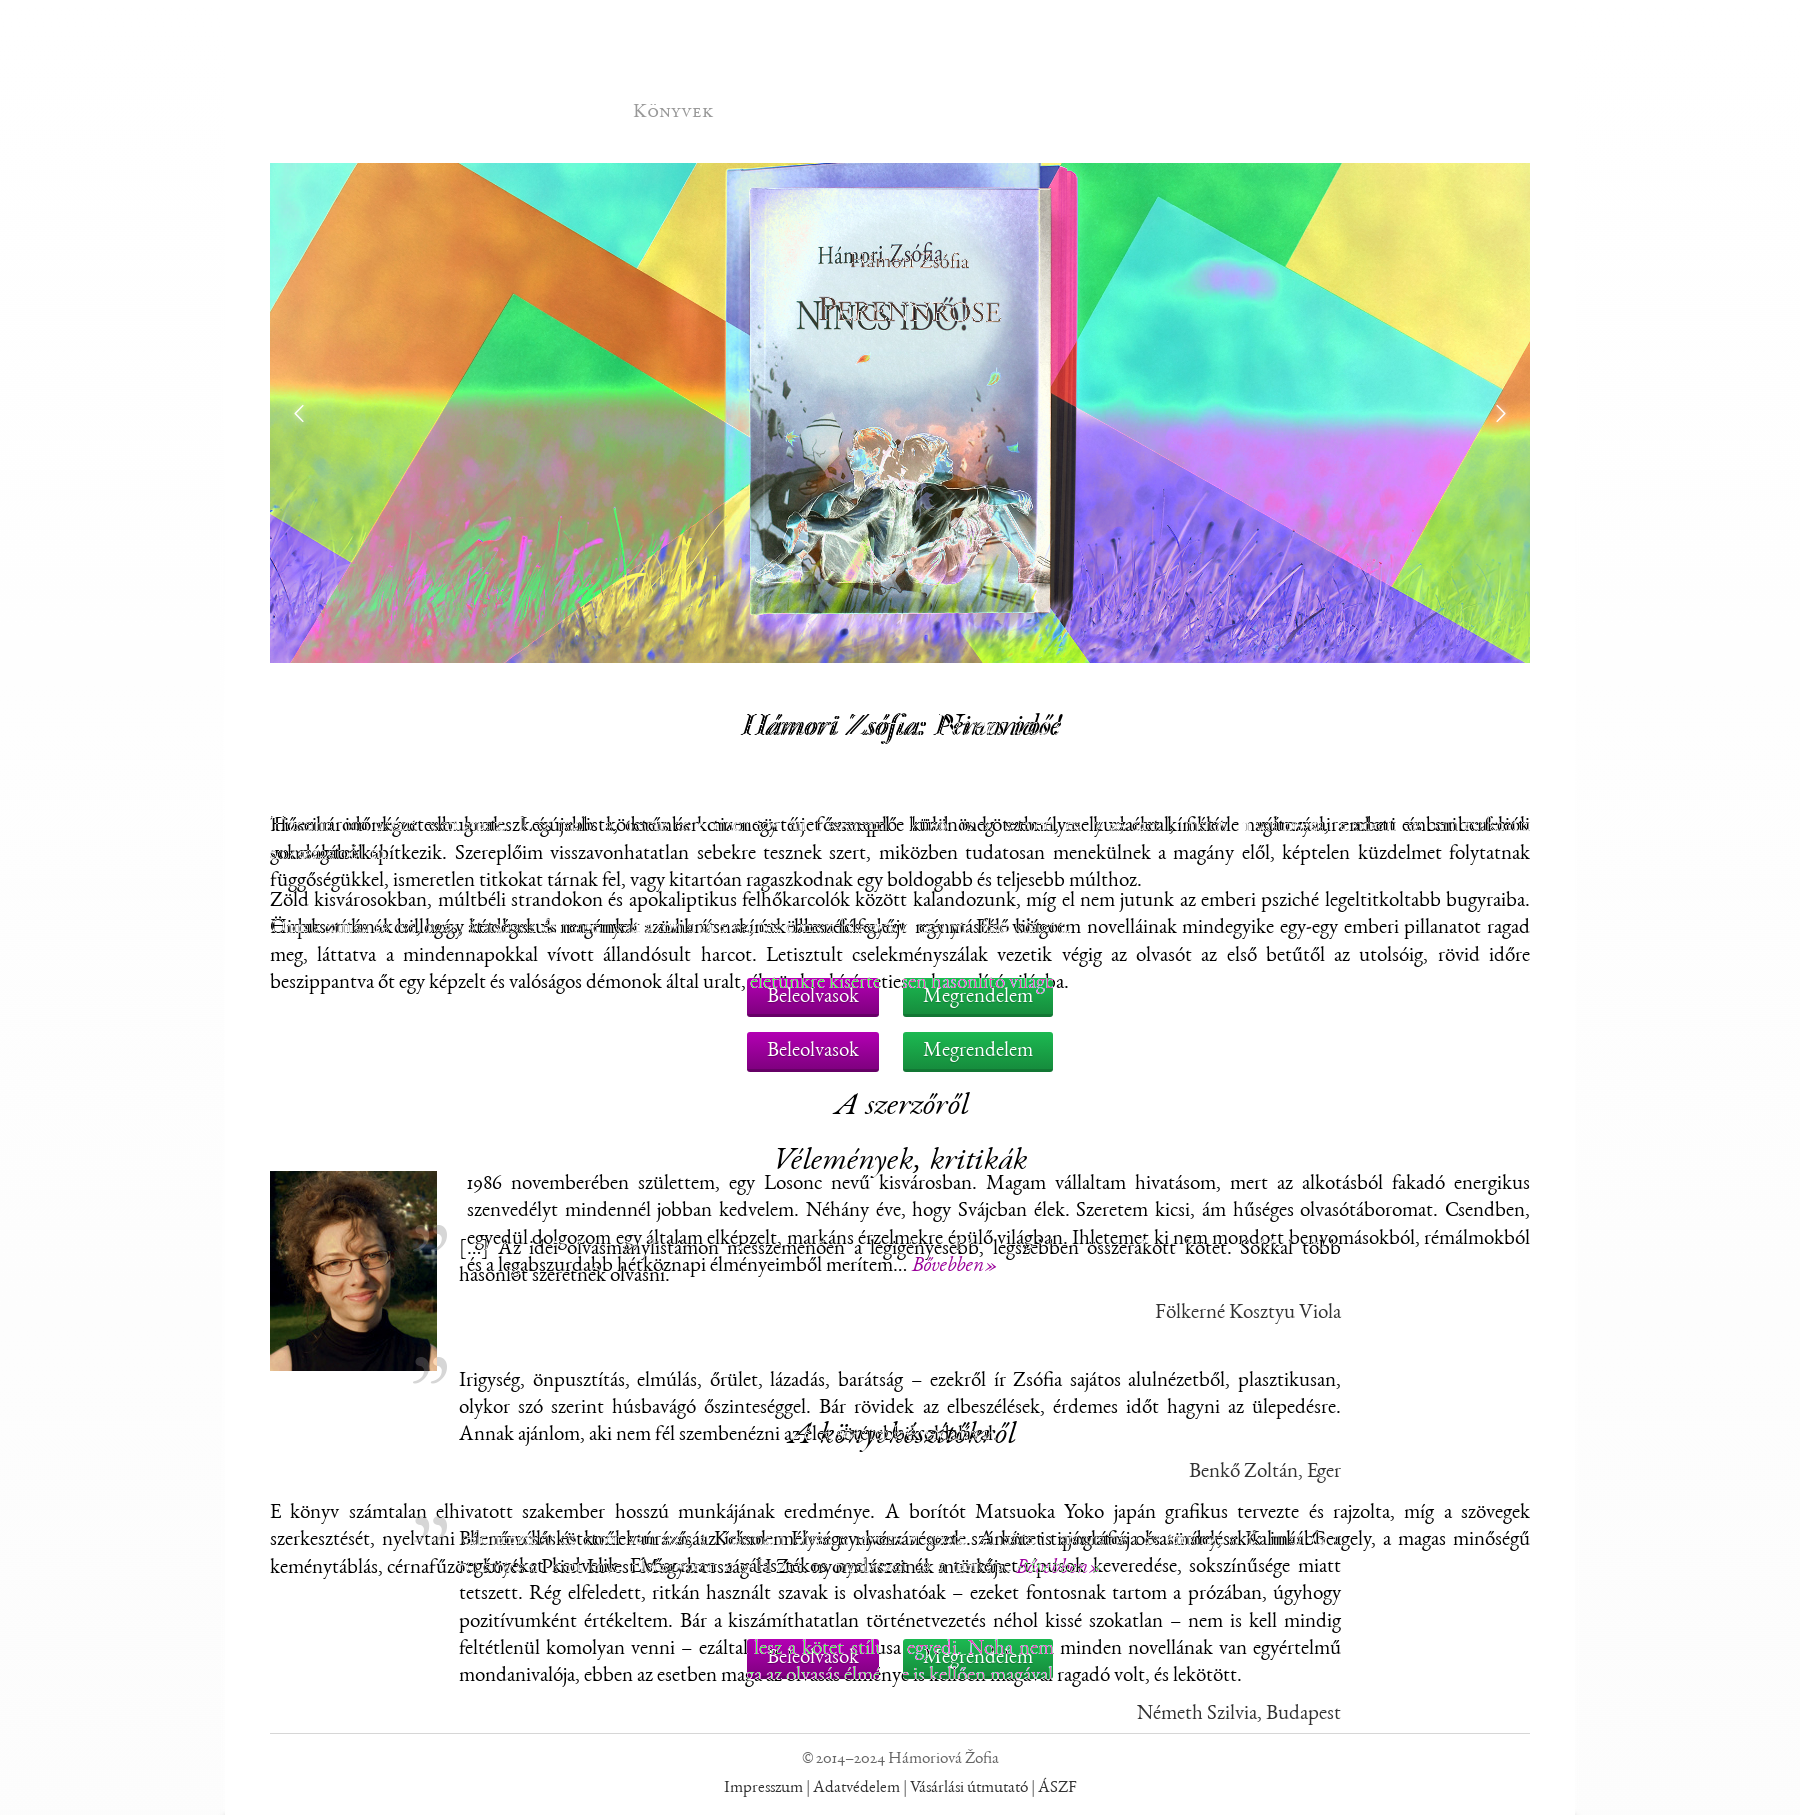 Könyvek
Hámori Zsófia
Hámori Zsófia
NINCS IDŐ!
Hámori Zsófia:
gokból építkezik. Szereplőim visszavonhatatlan sebekre tesznek szert, miközben tudatosan menekülnek a magány elől, képtelen küzdelmet folytatnak
függőségükkel, ismeretlen titkokat tárnak fel, vagy kitartóan ragaszkodnak egy boldogabb és teljesebb múlthoz.
Zöld kisvárosokban, múltbéli strandokon és apokaliptikus felhőkarcolók között kalandozunk, míg el nem jutunk az emberi psziché legeltitkoltabb bugyraiba.
novelláinak mindegyike egy-egy emberi pillanatot ragad
meg, láttatva a mindennapokkal vívott állandósult harcot. Letisztult cselekményszálak vezetik végig az olvasót az első betűtől az utolsóig, rövid időre
beszippantva őt egy képzelt és valóságos démonok által uralt, életünkre kísértetiesen hasonlító világba.
Beleolvasok
Megrendelem
Beleolvasok
Megrendelem
A szerzőről
Vélemények, kritikák
1986 novemberében születtem, egy Losonc nevű kisvárosban. Magam vállaltam hivatásom, mert az alkotásból fakadó energikus
szenvedélyt mindennél jobban kedvelem. Néhány éve, hogy Svájcban élek. Szeretem kicsi, ám hűséges olvasótáboromat. Csendben,
egyedül dolgozom egy általam elképzelt, markáns érzelmekre épülő világban. Ihletemet ki nem mondott benyomásokból, rémálmokból
[...] Az idei olvasmánylistámon messzemenően a legigényesebb, legszebben összerakott kötet. Sokkal több
és a legabszurdabb hétköznapi élményeimből merítem... Bővebben »
hasonlót szeretnék olvasni.
Fölkerné Kosztyu Viola
Irigység, önpusztítás, elmúlás, őrület, lázadás, barátság – ezekről ír Zsófia sajátos alulnézetből, plasztikusan,
olykor szó szerint húsbavágó őszinteséggel. Bár rövidek az elbeszélések, érdemes időt hagyni az ülepedésre.
Annak ajánlom, aki nem fél szembenézni az élet
A könyvkészítőkről
Benkő Zoltán, Eger
E könyv számtalan elhivatott szakember hosszú munkájának eredménye. A borítót Matsuoka Yoko japán grafikus tervezte és rajzolta, míg a szövegek
szerkesztését, nyelvtani
Gergely, a magas minőségű
keménytáblás, cérnafűzött
Bővebben »
keveredése, sokszínűsége miatt
tetszett. Rég elfeledett, ritkán használt szavak is olvashatóak – ezeket fontosnak tartom a prózában, úgyhogy
pozitívumként értékeltem. Bár a kiszámíthatatlan történetvezetés néhol kissé szokatlan – nem is kell mindig
feltétlenül komolyan venni – ezáltal lesz a kötet stílusa egyedi. Noha nem minden novellának van egyértelmű
Beleolvasok
Megrendelem
mondanivalója, ebben az esetben maga az olvasás élménye is kellően magával ragadó volt, és lekötött.
Németh Szilvia, Budapest
© 2014–2024 Hámoriová Žofia
Impresszum | Adatvédelem | Vásárlási útmutató | ÁSZF